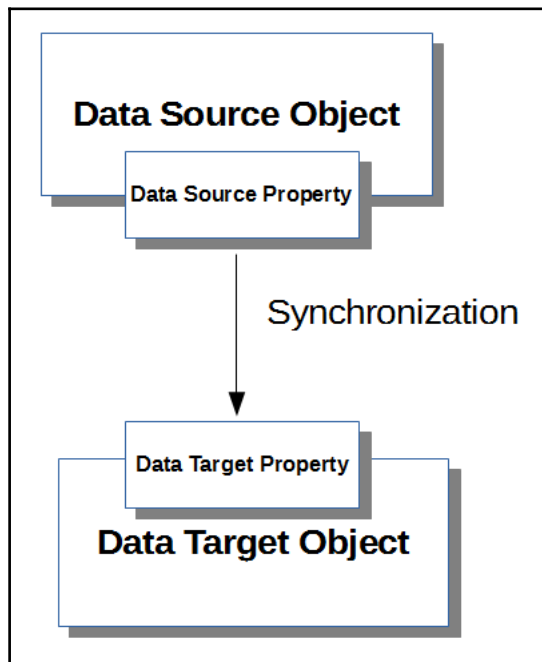 Data Source Object
Data Source Property
Synchronization
Data Target Property
Data Target Object